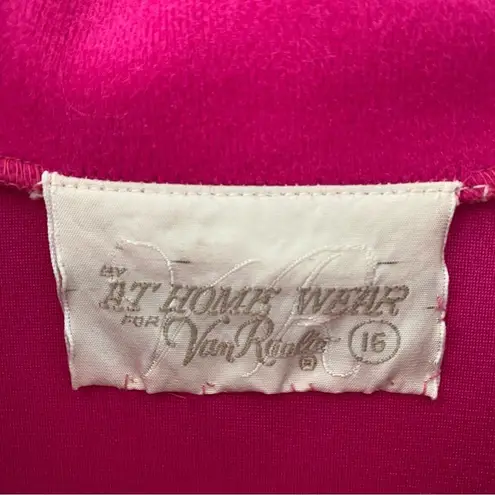 BY
AT HOME WEAR
FOR Van Raalte ® 16